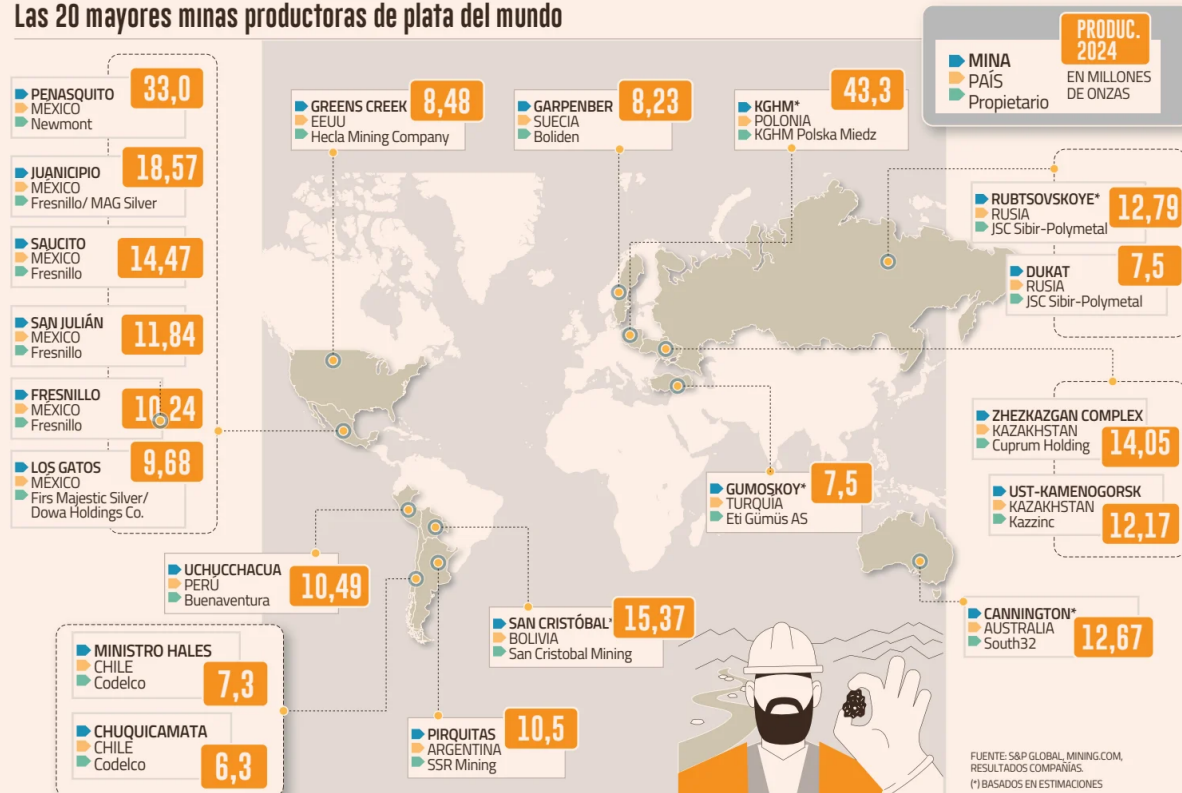 Las 20 mayores minas productoras de plata del mundo
PRODUC.
2024
MINA
PAÍS
Propietario
EN MILLONES
DE ONZAS
PENASQUITO
MÉXICO
Newmont
33,0
JUANICIPIO
MÉXICO
Fresnillo/ MAG Silver
18,57
SAUCITO
MÉXICO
Fresnillo
14,47
SAN JULIÁN
MÉXICO
Fresnillo
11,84
FRESNILLO
MÉXICO
Fresnillo
10,24
LOS GATOS
MÉXICO
Firs Majestic Silver/
Dowa Holdings Co.
9,68
GREENS CREEK
EEUU
Hecla Mining Company
8,48
GARPENBER
SUECIA
Boliden
8,23
KGHM*
POLONIA
KGHM Polska Miedz
43,3
RUBTSOVSKOYE*
RUSIA
JSC Sibir-Polymetal
12,79
DUKAT
RUSIA
JSC Sibir-Polymetal
7,5
ZHEZKAZGAN COMPLEX
KAZAKHSTAN
Cuprum Holding
14,05
UST-KAMENOGORSK
KAZAKHSTAN
Kazzinc
12,17
GUMOSKOY*
TURQUIA
Eti Gümüs AS
7,5
UCHUCCHACUA
PERÚ
Buenaventura
10,49
SAN CRISTÓBAL*
BOLIVIA
San Cristobal Mining
15,37
CANNINGTON*
AUSTRALIA
South32
12,67
MINISTRO HALES
CHILE
Codelco
7,3
CHUQUICAMATA
CHILE
Codelco
6,3
PIRQUITAS
ARGENTINA
SSR Mining
10,5
FUENTE: S&P GLOBAL, MINING.COM,
RESULTADOS COMPAÑÍAS.
(*) BASADOS EN ESTIMACIONES